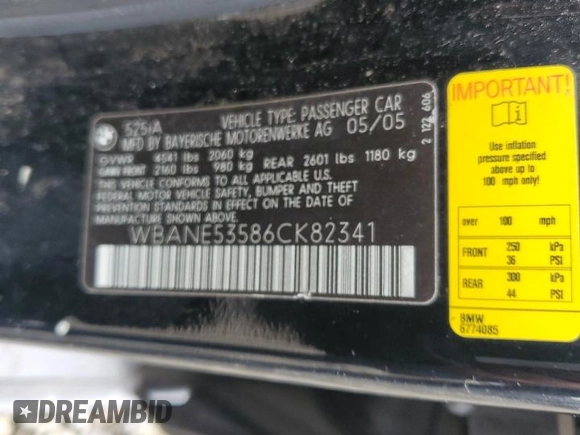 525iA
VEHICLE TYPE: PASSENGER CAR
MFD BY BAYERISCHE MOTORENWERKE AG 05/05
GVWR 4541 lbs 2060 kg
GAWR FRONT 2160 lbs 980 kg REAR 2601 lbs 1180 kg
THIS VEHICLE CONFORMS TO ALL APPLICABLE U.S.
FEDERAL MOTOR VEHICLE SAFETY, BUMPER AND THEFT
PREVENTION STANDARDS IN EFFECT ON THE DATE OF
MANUFACTURE SHOWN ABOVE.
WBANE53586CK82341
2 122 606
IMPORTANT!
Use inflation
pressure specified
above up to
100 mph only!
over 100 mph
FRONT 250 kPa
36 PSI
REAR 300 kPa
44 PSI
BMW
6774085
DREAMBID